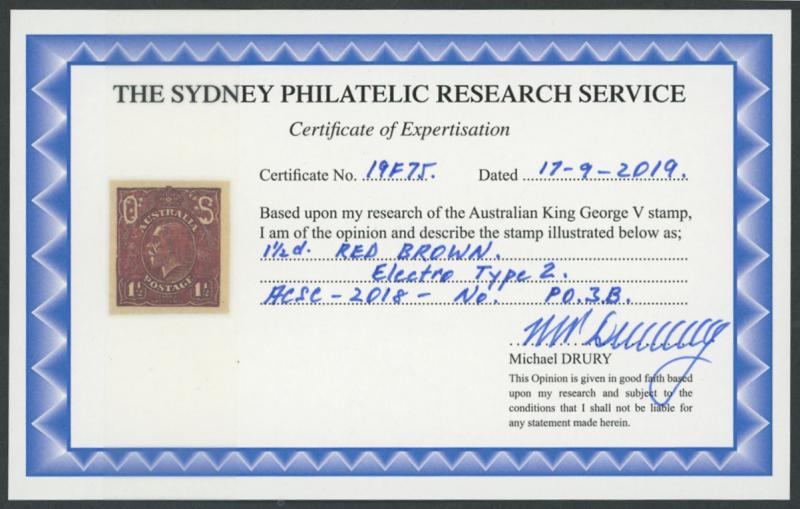 THE SYDNEY PHILATELIC RESEARCH SERVICE
Certificate of Expertisation
Certificate No. 19F75. Dated 17-9-2019.
Based upon my research of the Australian King George V stamp,
I am of the opinion and describe the stamp illustrated below as;
1½d. RED BROWN.
Electro Type 2.
ACSC-2018- No. PO.3B.
Michael DRURY
This Opinion is given in good faith based
upon my research and subject to the
conditions that I shall not be liable for
any statement made herein.
O S
AUSTRALIA
POSTAGE
1½ 1½